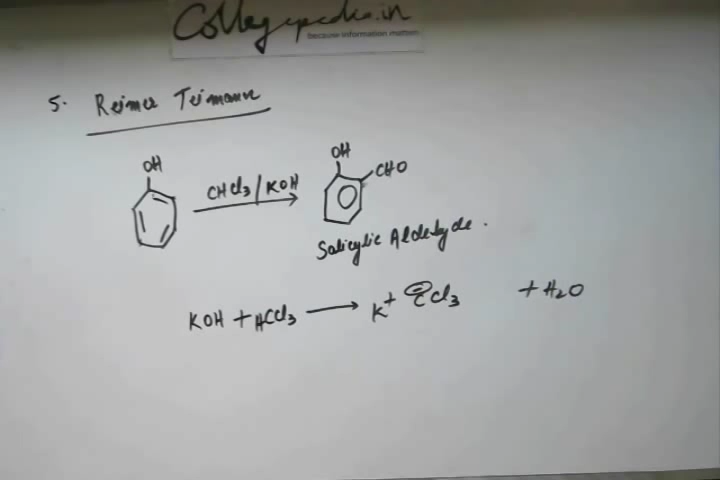 Collegepedia.in
because information matters
5. Reimer Teimann
OH OH
CHO
CHCl3/KOH
Salicylic Aldehyde.
KOH + HCCl3 → K+ ⊖CCl3 + H2O